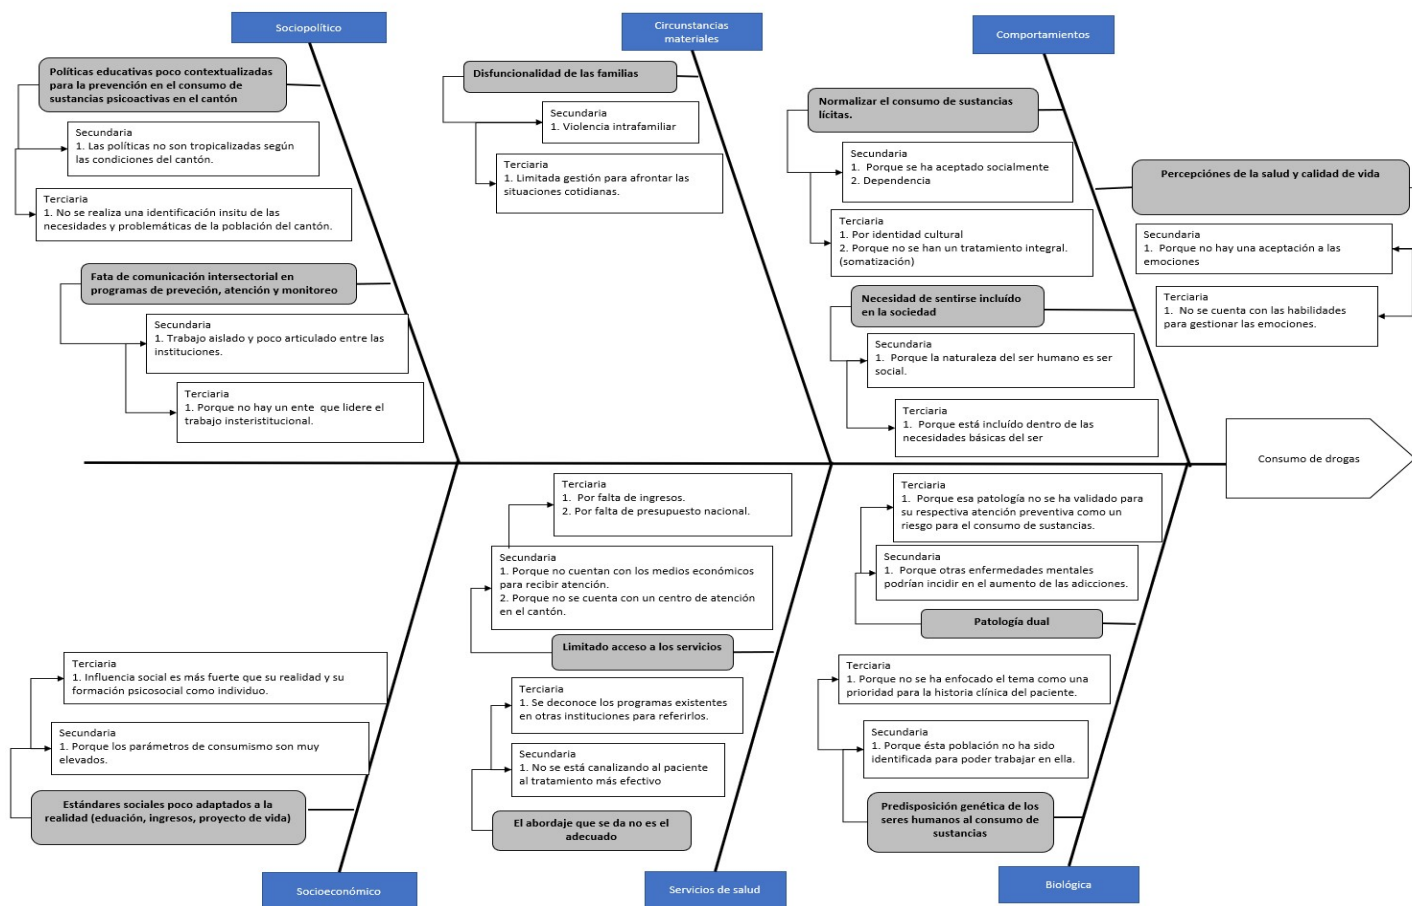 Sociopolítico
Circunstancias
materiales
Comportamientos
Políticas educativas poco contextualizadas
para la prevención en el consumo de
sustancias psicoactivas en el cantón
Secundaria
1. Las políticas no son tropicalizadas según
las condiciones del cantón.
Terciaria
1. No se realiza una identificación insitu de las
necesidades y problemáticas de la población del cantón.
Fata de comunicación intersectorial en
programas de preveción, atención y monitoreo
Secundaria
1. Trabajo aislado y poco articulado entre las
instituciones.
Terciaria
1. Porque no hay un ente que lidere el
trabajo insteristitucional.
Disfuncionalidad de las familias
Secundaria
1. Violencia intrafamiliar
Terciaria
1. Limitada gestión para afrontar las
situaciones cotidianas.
Normalizar el consumo de sustancias
lícitas.
Secundaria
1. Porque se ha aceptado socialmente
2. Dependencia
Terciaria
1. Por identidad cultural
2. Porque no se han un tratamiento integral.
(somatización)
Necesidad de sentirse incluído
en la sociedad
Secundaria
1. Porque la naturaleza del ser humano es ser
social.
Terciaria
1. Porque está incluído dentro de las
necesidades básicas del ser
Percepciónes de la salud y calidad de vida
Secundaria
1. Porque no hay una aceptación a las
emociones
Terciaria
1. No se cuenta con las habilidades
para gestionar las emociones.
Consumo de drogas
Terciaria
1. Influencia social es más fuerte que su realidad y su
formación psicosocial como individuo.
Secundaria
1. Porque los parámetros de consumismo son muy
elevados.
Estándares sociales poco adaptados a la
realidad (eduación, ingresos, proyecto de vida)
Terciaria
1. Por falta de ingresos.
2. Por falta de presupuesto nacional.
Secundaria
1. Porque no cuentan con los medios económicos
para recibir atención.
2. Porque no se cuenta con un centro de atención
en el cantón.
Limitado acceso a los servicios
Terciaria
1. Se deconoce los programas existentes
en otras instituciones para referirlos.
Secundaria
1. No se está canalizando al paciente
al tratamiento más efectivo
El abordaje que se da no es el
adecuado
Terciaria
1. Porque esa patología no se ha validado para
su respectiva atención preventiva como un
riesgo para el consumo de sustancias.
Secundaria
1. Porque otras enfermedades mentales
podrían incidir en el aumento de las adicciones.
Patología dual
Terciaria
1. Porque no se ha enfocado el tema como una
prioridad para la historia clínica del paciente.
Secundaria
1. Porque ésta población no ha sido
identificada para poder trabajar en ella.
Predisposición genética de los
seres humanos al consumo de
sustancias
Socioeconómico
Servicios de salud
Biológica